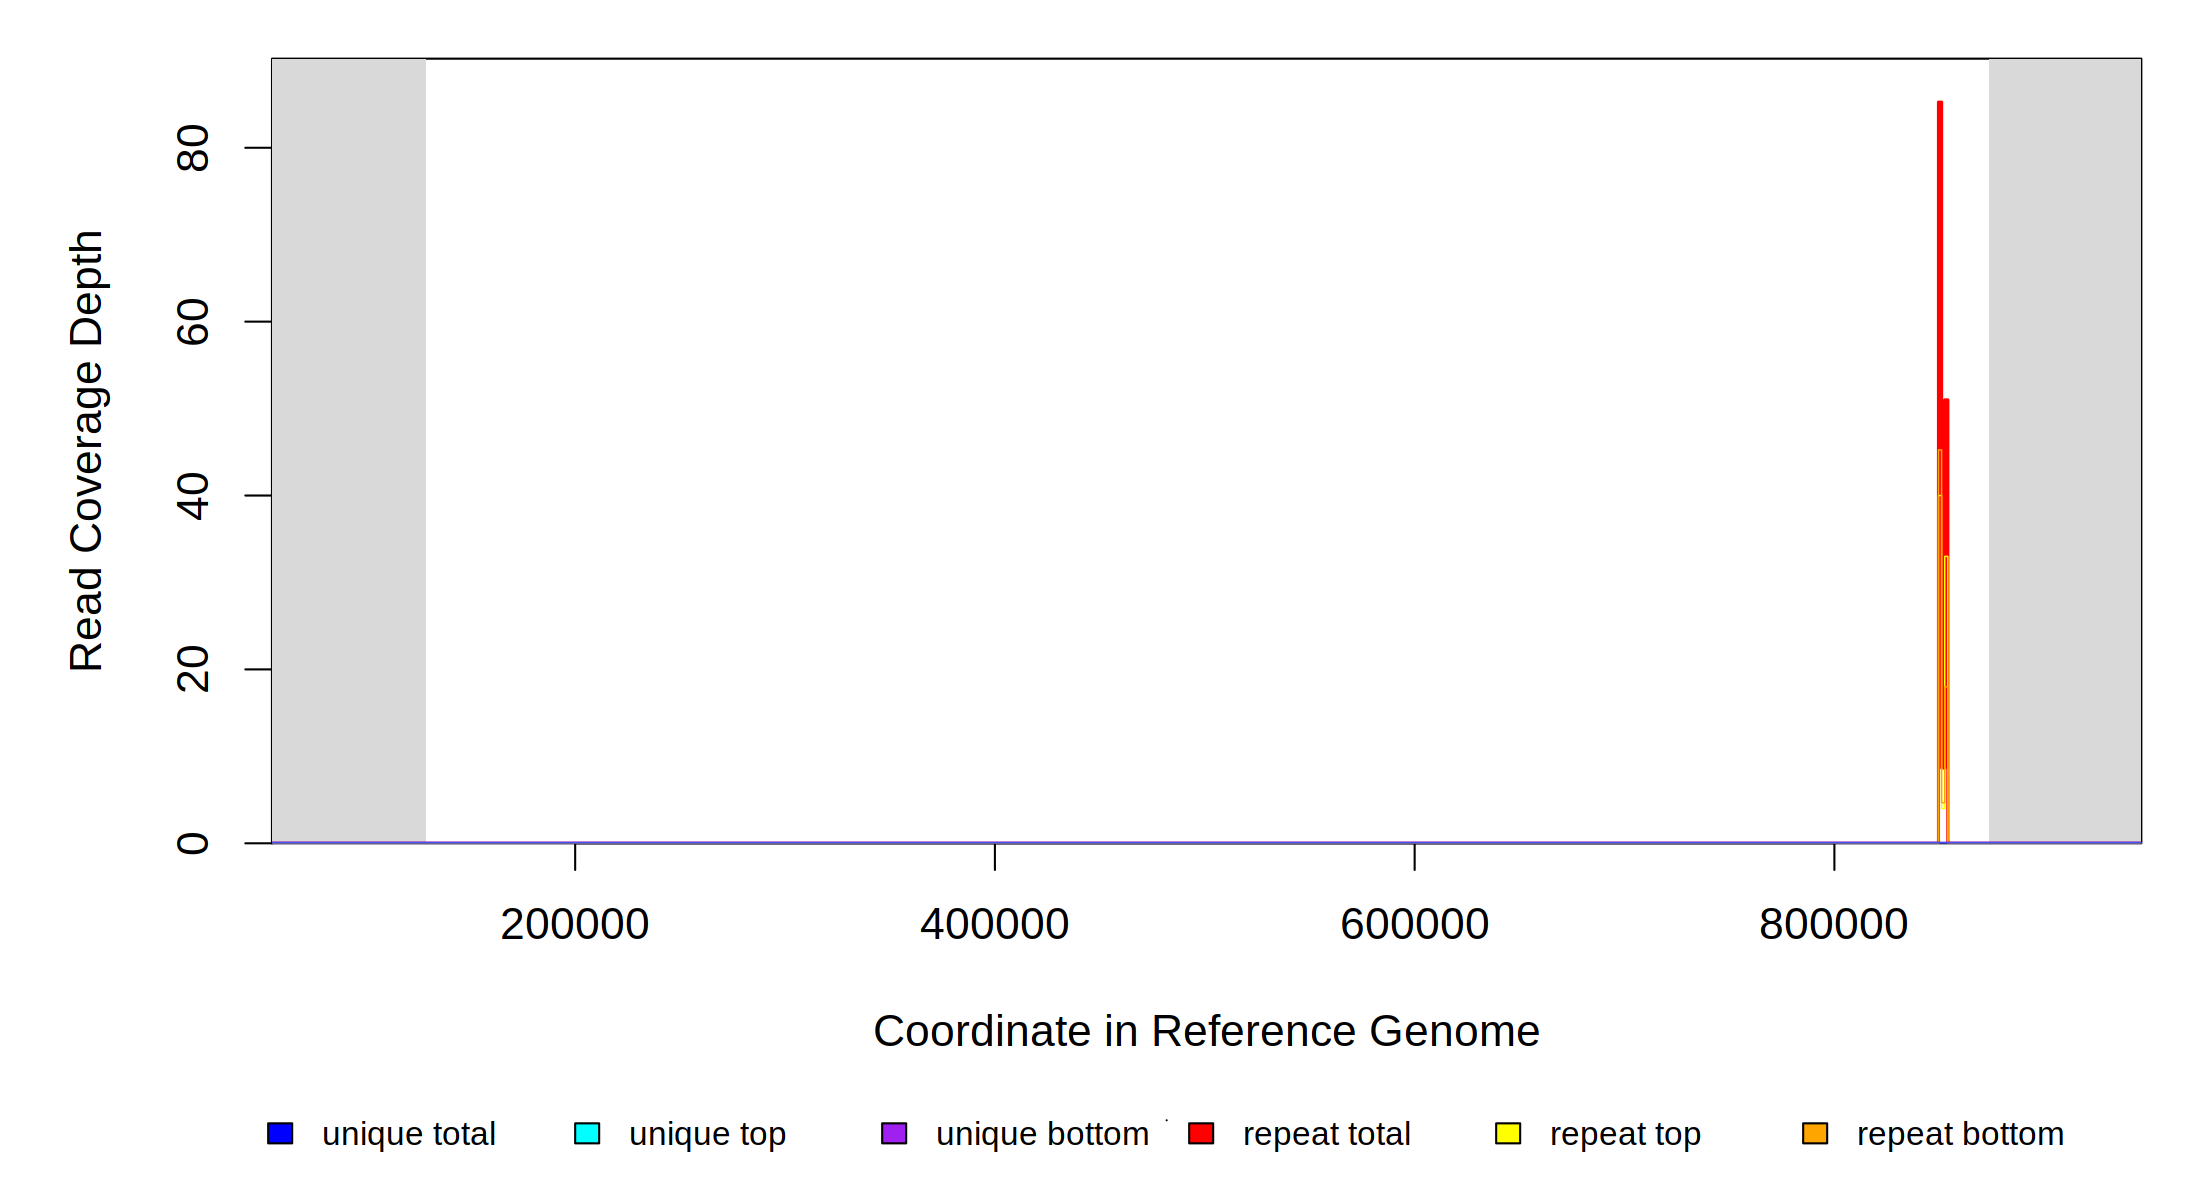 Read Coverage Depth
80
60
40
20
0
200000 400000 600000 800000
Coordinate in Reference Genome
unique total unique top unique bottom repeat total repeat top repeat bottom